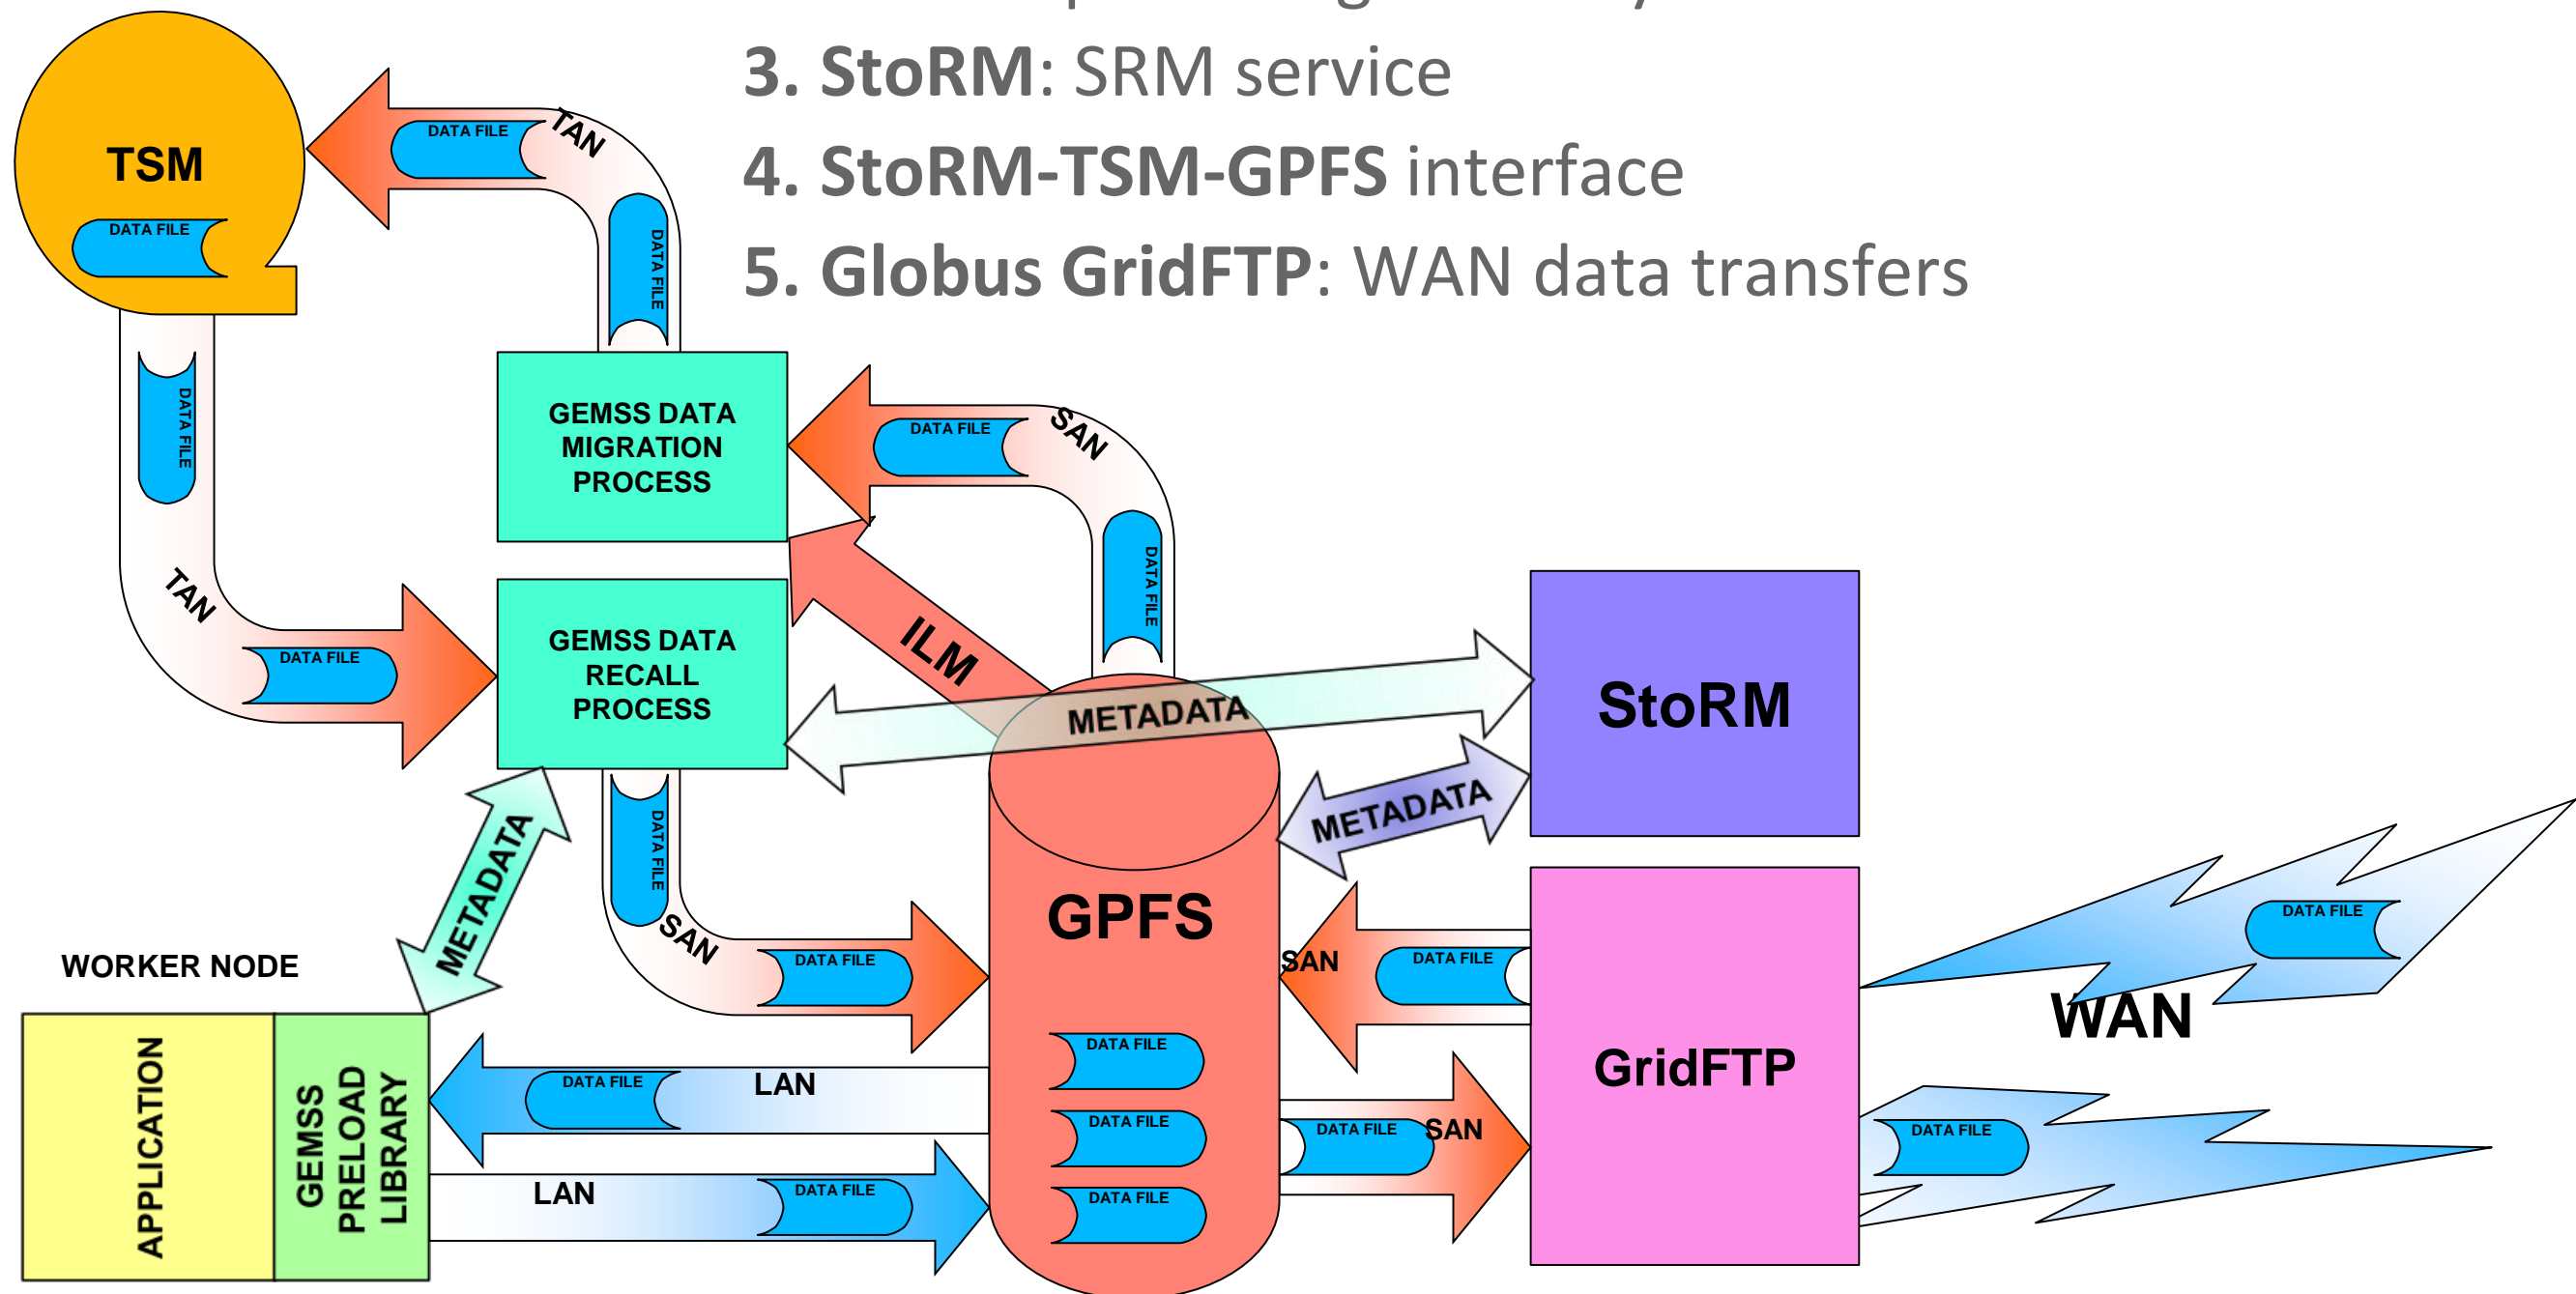 3. StoRM: SRM service
4. StoRM-TSM-GPFS interface
5. Globus GridFTP: WAN data transfers
TSM
DATA FILE
DATA FILE
TAN
DATA FILE
DATA FILE
TAN
DATA FILE
GEMSS DATA
MIGRATION
PROCESS
DATA FILE
SAN
DATA FILE
ILM
GEMSS DATA
RECALL
PROCESS
METADATA
StoRM
METADATA
METADATA
DATA FILE
SAN
DATA FILE
GPFS
DATA FILE
DATA FILE
DATA FILE
SAN
DATA FILE
DATA FILE
SAN
GridFTP
DATA FILE
WAN
DATA FILE
WORKER NODE
APPLICATION
GEMSS
PRELOAD
LIBRARY
DATA FILE
LAN
LAN
DATA FILE